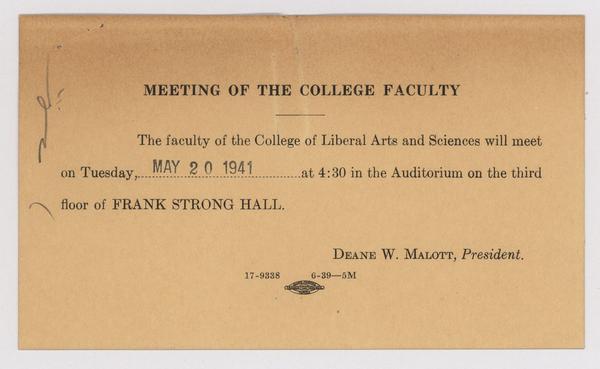 MEETING OF THE COLLEGE FACULTY
The faculty of the College of Liberal Arts and Sciences will meet
on Tuesday, MAY 20 1941 at 4:30 in the Auditorium on the third
floor of FRANK STRONG HALL.
DEANE W. MALOTT, President.
17-9338 6-39—5M